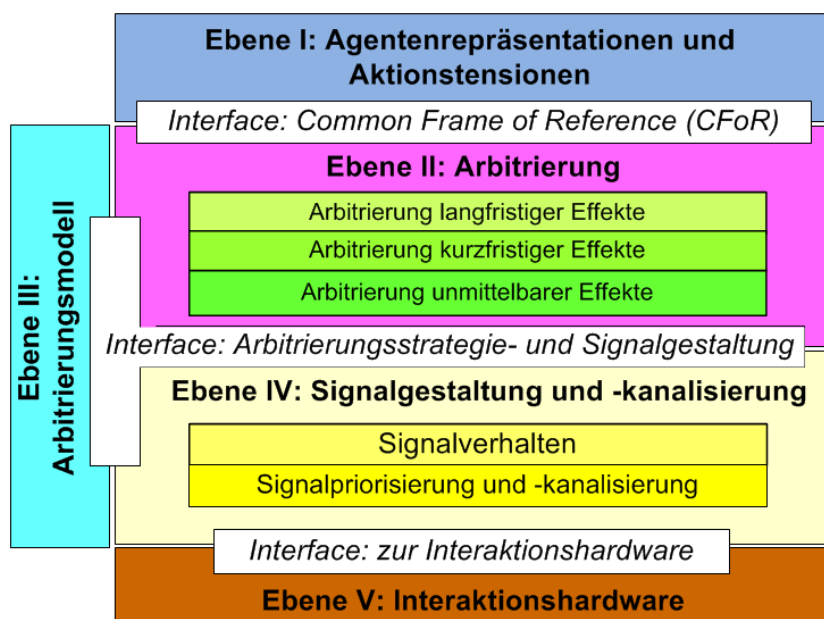 Ebene I: Agentenrepräsentationen und
Aktionstensionen
Interface: Common Frame of Reference (CFoR)
Ebene II: Arbitrierung
Arbitrierung langfristiger Effekte
Arbitrierung kurzfristiger Effekte
Arbitrierung unmittelbarer Effekte
Ebene III:
Arbitrierungsmodell
Interface: Arbitrierungsstrategie- und Signalgestaltung
Ebene IV: Signalgestaltung und -kanalisierung
Signalverhalten
Signalpriorisierung und -kanalisierung
Interface: zur Interaktionshardware
Ebene V: Interaktionshardware